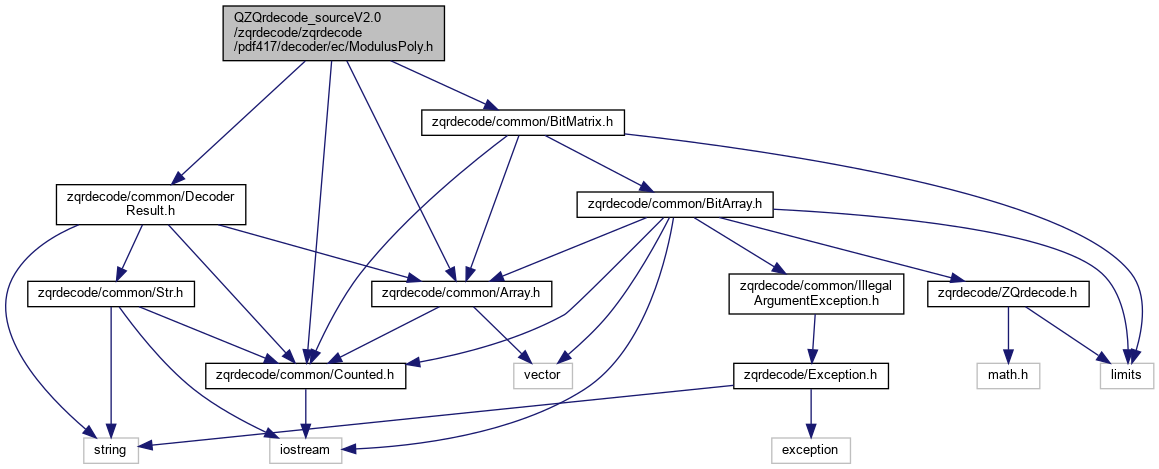 QZQrdecode_sourceV2.0
/zqrdecode/zqrdecode
/pdf417/decoder/ec/ModulusPoly.h
zqrdecode/common/BitMatrix.h
zqrdecode/common/Decoder
Result.h
zqrdecode/common/BitArray.h
zqrdecode/common/Str.h
zqrdecode/common/Array.h
zqrdecode/common/Illegal
ArgumentException.h
zqrdecode/ZQrdecode.h
zqrdecode/common/Counted.h
vector
zqrdecode/Exception.h
math.h
limits
string
iostream
exception